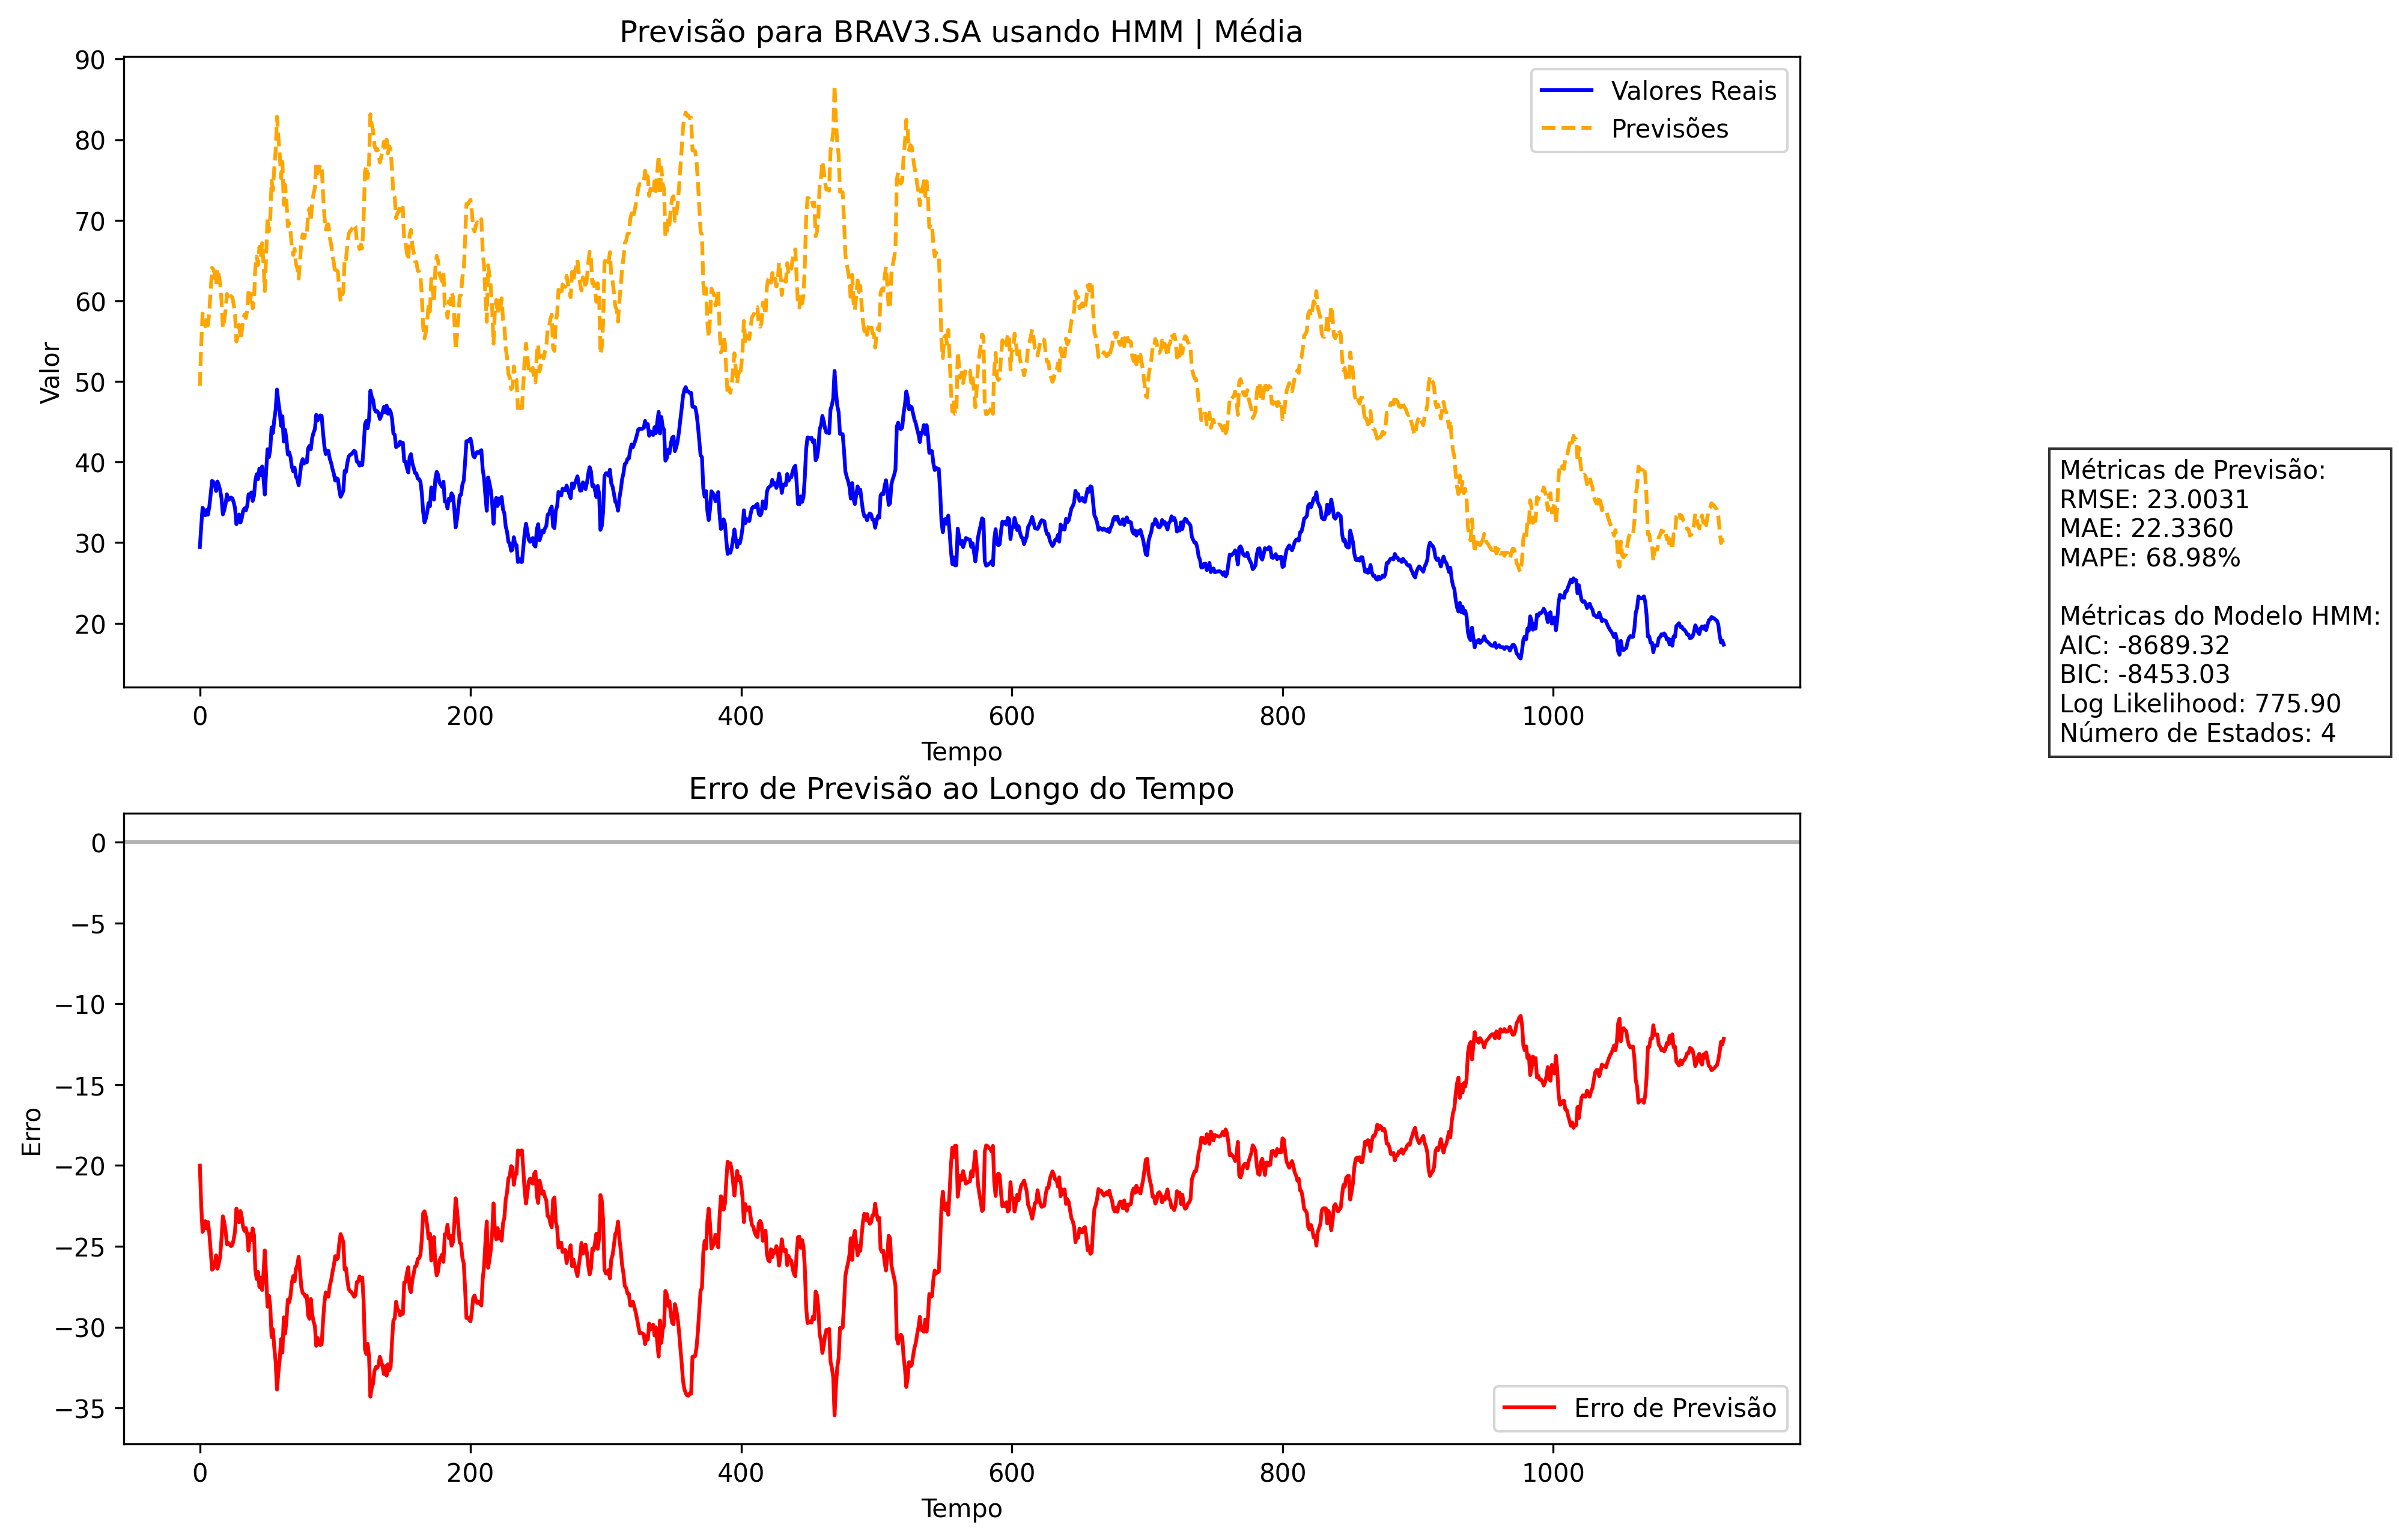 Previsão para BRAV3.SA usando HMM | Média
90
80
70
60
50
40
30
20
Valor
Valores Reais
Previsões
0
200
400
600
800
1000
Tempo
Métricas de Previsão:
RMSE: 23.0031
MAE: 22.3360
MAPE: 68.98%
Métricas do Modelo HMM:
AIC: -8689.32
BIC: -8453.03
Log Likelihood: 775.90
Número de Estados: 4
Erro de Previsão ao Longo do Tempo
0
−5
−10
−15
−20
−25
−30
−35
Erro
Erro de Previsão
0
200
400
600
800
1000
Tempo